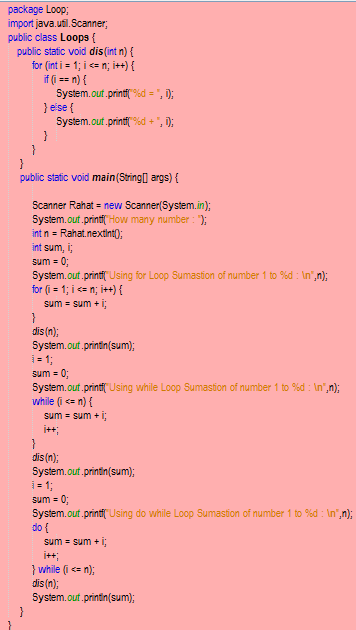 package Loop;
import java.util.Scanner;
public class Loops {
public static void dis(int n) {
for (int i = 1; i <= n; i++) {
if (i == n) {
System.out.printf("%d = ", i);
} else {
System.out.printf("%d + ", i);
}
}
}
public static void main(String[] args) {
Scanner Rahat = new Scanner(System.in);
System.out.printf("How many number : ");
int n = Rahat.nextInt();
int sum, i;
sum = 0;
System.out.printf("Using for Loop Sumastion of number 1 to %d : \n",n);
for (i = 1; i <= n; i++) {
sum = sum + i;
}
dis(n);
System.out.println(sum);
i = 1;
sum = 0;
System.out.printf("Using while Loop Sumastion of number 1 to %d : \n",n);
while (i <= n) {
sum = sum + i;
i++;
}
dis(n);
System.out.println(sum);
i = 1;
sum = 0;
System.out.printf("Using do while Loop Sumastion of number 1 to %d : \n",n);
do {
sum = sum + i;
i++;
} while (i <= n);
dis(n);
System.out.println(sum);
}
}